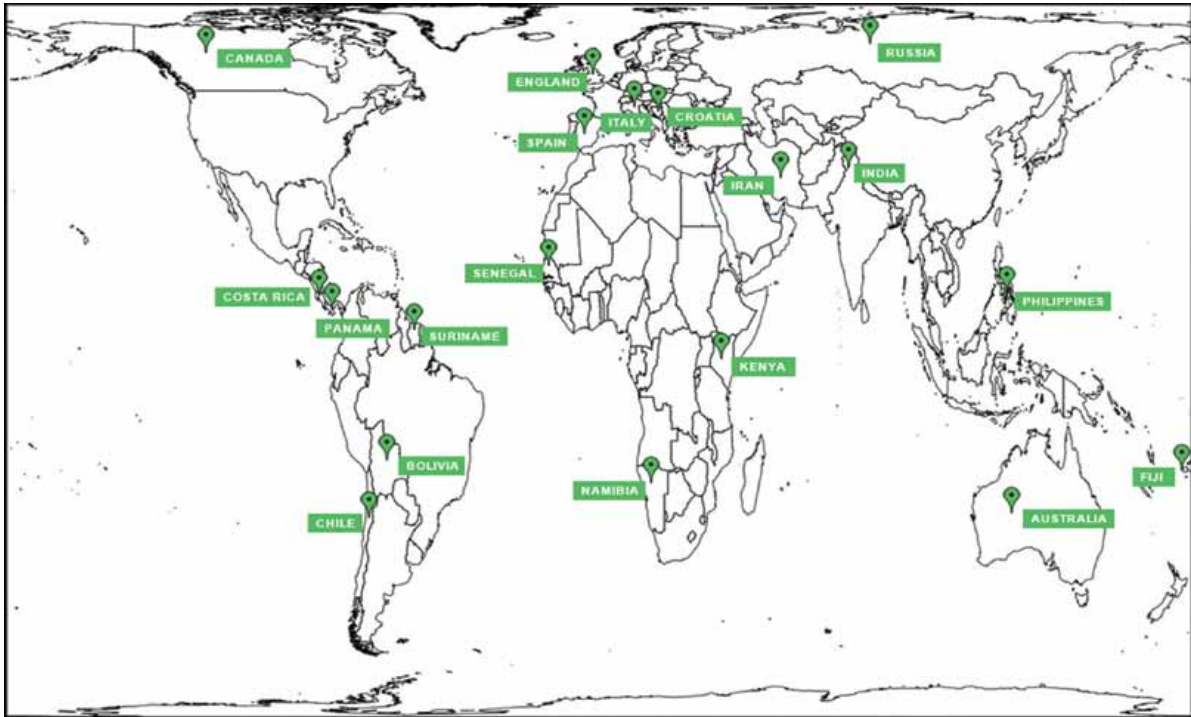 CANADA
RUSSIA
ENGLAND
ITALY
CROATIA
SPAIN
IRAN
INDIA
SENEGAL
COSTA RICA
PANAMA
SURINAME
PHILIPPINES
KENYA
BOLIVIA
NAMIBIA
FIJI
CHILE
AUSTRALIA